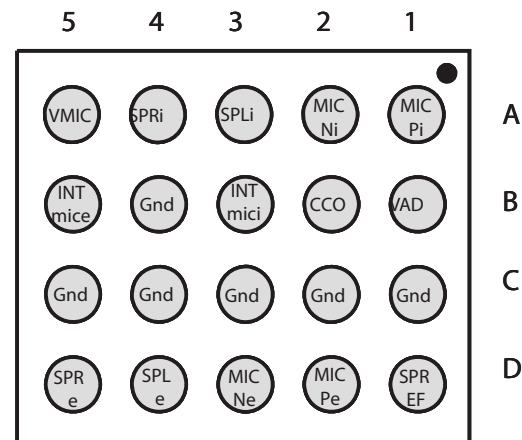 5 4 3 2 1
VMIC SPRi SPLi MIC Ni MIC Pi A
INT mice Gnd INT mici CCO VAD B
Gnd Gnd Gnd Gnd Gnd C
SPR e SPL e MIC Ne MIC Pe SPR EF D